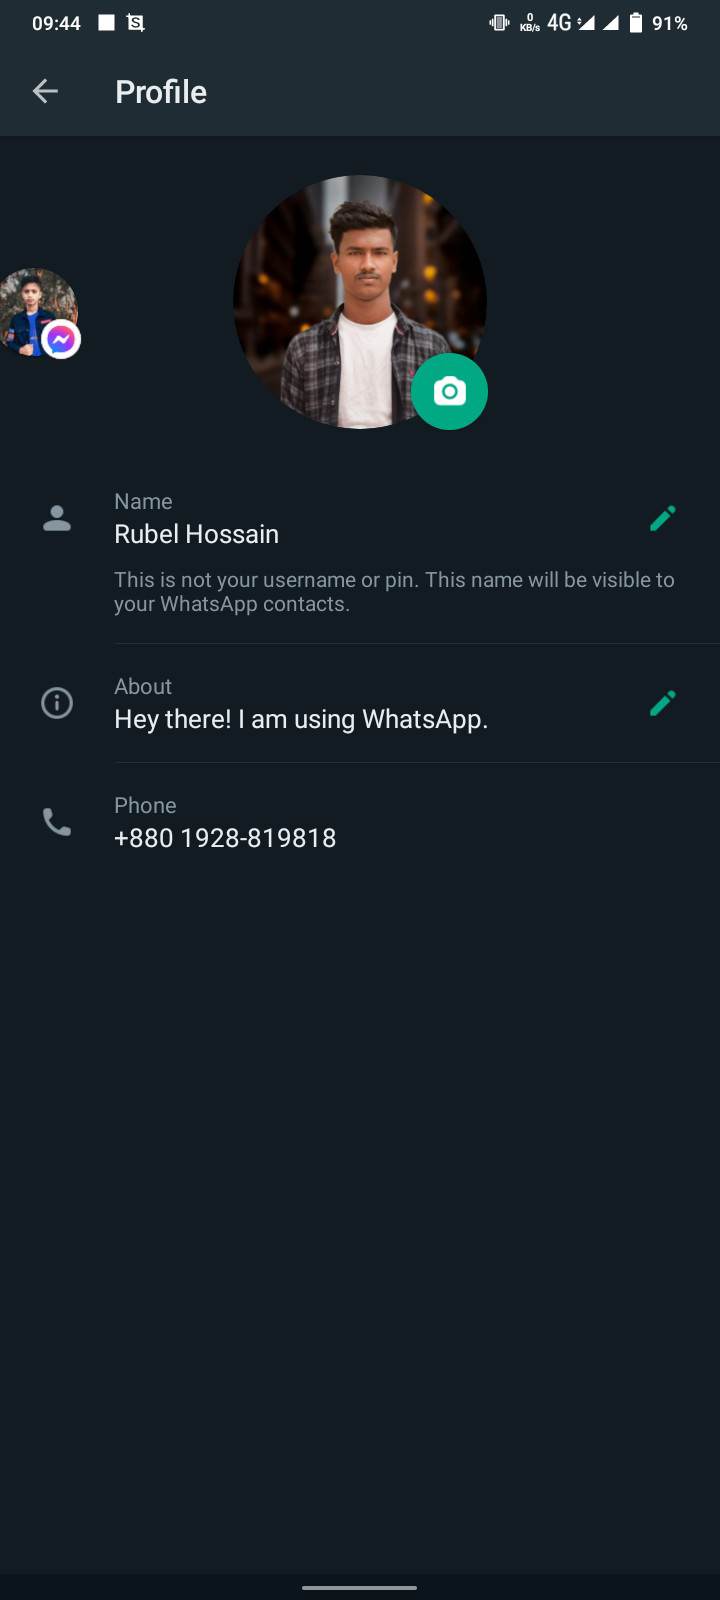 09:44 0 KB/s 4G 91%
Profile
Name
Rubel Hossain
This is not your username or pin. This name will be visible to
your WhatsApp contacts.
About
Hey there! I am using WhatsApp.
Phone
+880 1928-819818